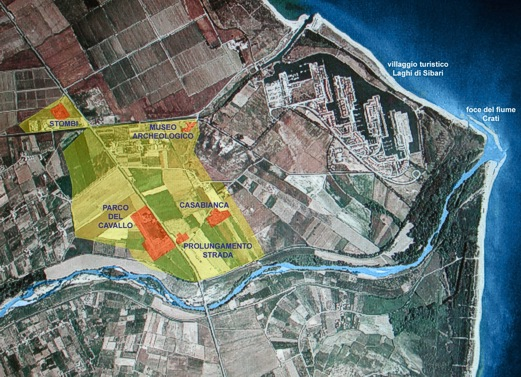 villaggio turistico
Laghi di Sibari
foce del fiume
Crati
STOMBI
MUSEO
ARCHEOLOGICO
PARCO
DEL
CAVALLO
CASABIANCA
PROLUNGAMENTO
STRADA